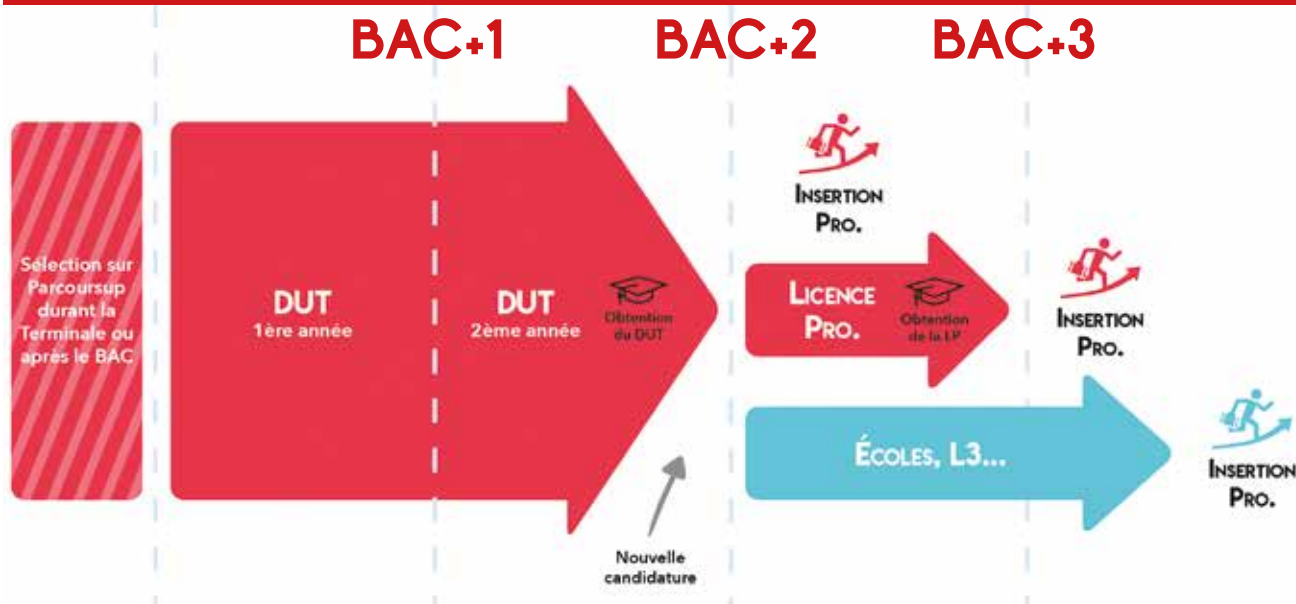 BAC+1
BAC+2
BAC+3
Sélection sur
Parcoursup
durant la
Terminale ou
après le BAC
DUT
1ère année
DUT
2ème année
Obtention
du DUT
Nouvelle
candidature
INSERTION
PRO.
LICENCE
PRO.
Obtention
de la LP
INSERTION
PRO.
ÉCOLES, L3...
INSERTION
PRO.